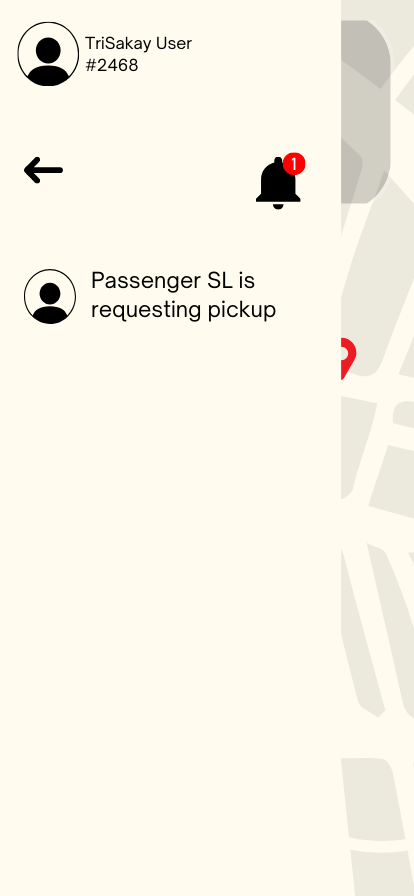 TriSakay User
#2468
1
Passenger SL is
requesting pickup